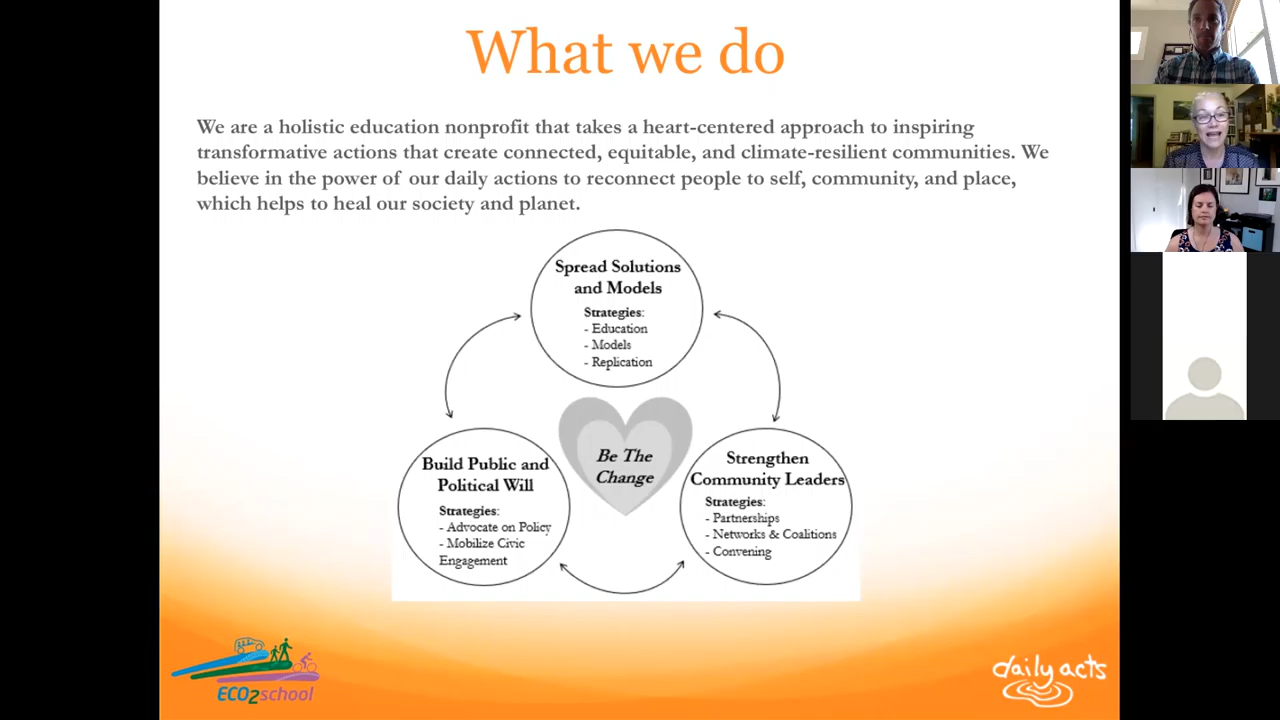 What we do
We are a holistic education nonprofit that takes a heart-centered approach to inspiring
transformative actions that create connected, equitable, and climate-resilient communities. We
believe in the power of our daily actions to reconnect people to self, community, and place,
which helps to heal our society and planet.
Spread Solutions
and Models
Strategies:
- Education
- Models
- Replication
Be The
Change
Build Public and
Political Will
Strategies:
- Advocate on Policy
- Mobilize Civic
Engagement
Strengthen
Community Leaders
Strategies:
- Partnerships
- Networks & Coalitions
- Convening
ECO2school
daily acts